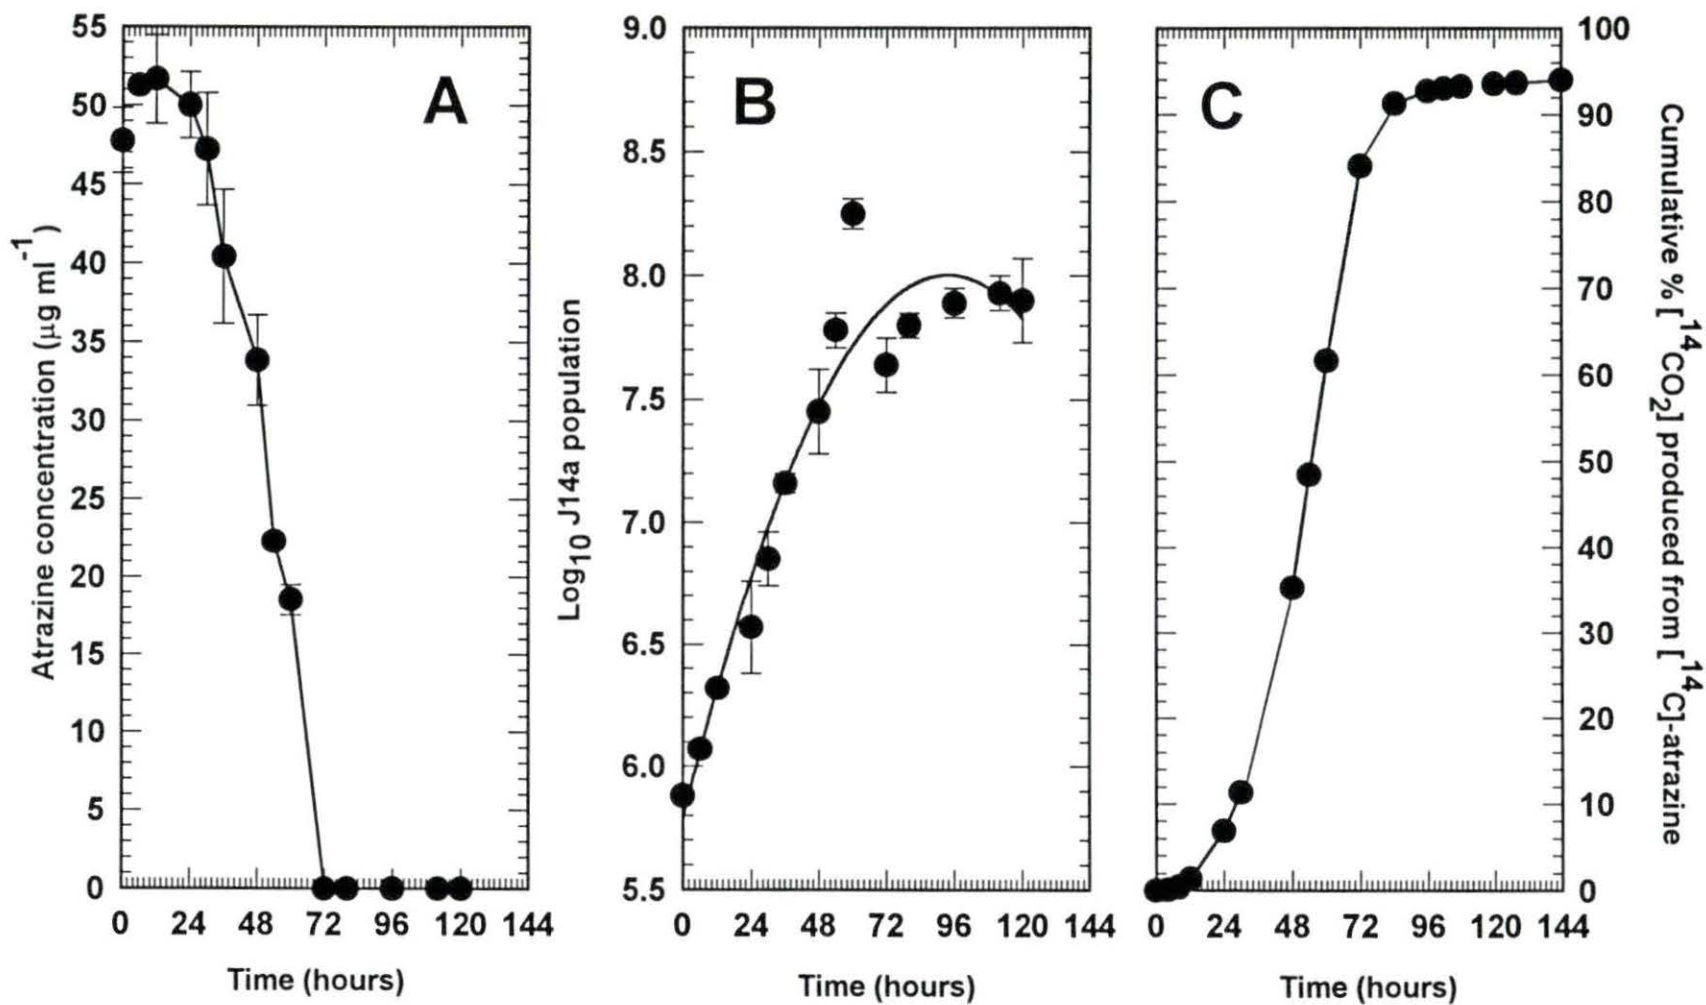 A
Atrazine concentration (μg ml⁻¹)
55
50
45
40
35
30
25
20
15
10
5
0
0 24 48 72 96 120 144
Time (hours)
B
Log₁₀ J14a population
9.0
8.5
8.0
7.5
7.0
6.5
6.0
5.5
0 24 48 72 96 120 144
Time (hours)
C
100
90
80
70
60
50
40
30
20
10
0
Cumulative % [¹⁴CO₂] produced from [¹⁴C]-atrazine
0 24 48 72 96 120 144
Time (hours)